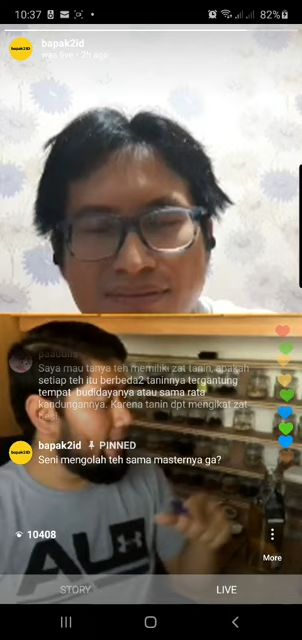 10:37
82%
bapak2ID
bapak2id
was live · 2h ago
Saya mau tanya teh memiliki zat tanin, apakah
setiap teh itu berbeda2 taninnya tergantung
tempat budidayanya atau sama rata
kandungannya. Karena tanin dpt mengikat zat
bapak2ID
bapak2id PINNED
Seni mengolah teh sama masternya ga?
10408
More
STORY
LIVE